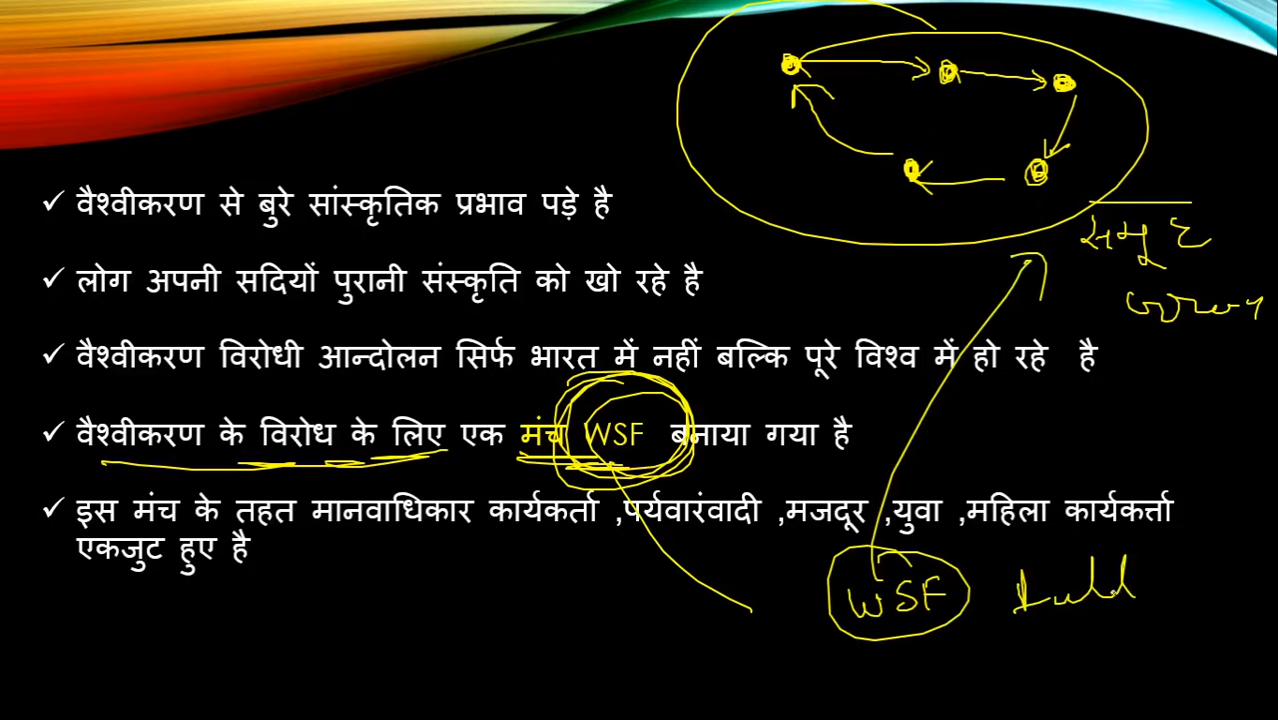 समूह
✓ वैश्वीकरण से बुरे सांस्कृतिक प्रभाव पड़े है
✓ लोग अपनी सदियों पुरानी संस्कृति को खो रहे है
✓ वैश्वीकरण विरोधी आन्दोलन सिर्फ भारत में नहीं बल्कि पूरे विश्व में हो रहे है
✓ वैश्वीकरण के विरोध के लिए एक मंच WSF बनाया गया है
✓ इस मंच के तहत मानवाधिकार कार्यकर्ता ,पर्यवारंवादी ,मजदूर ,युवा ,महिला कार्यकर्त्ता
एकजुट हुए है
WSF